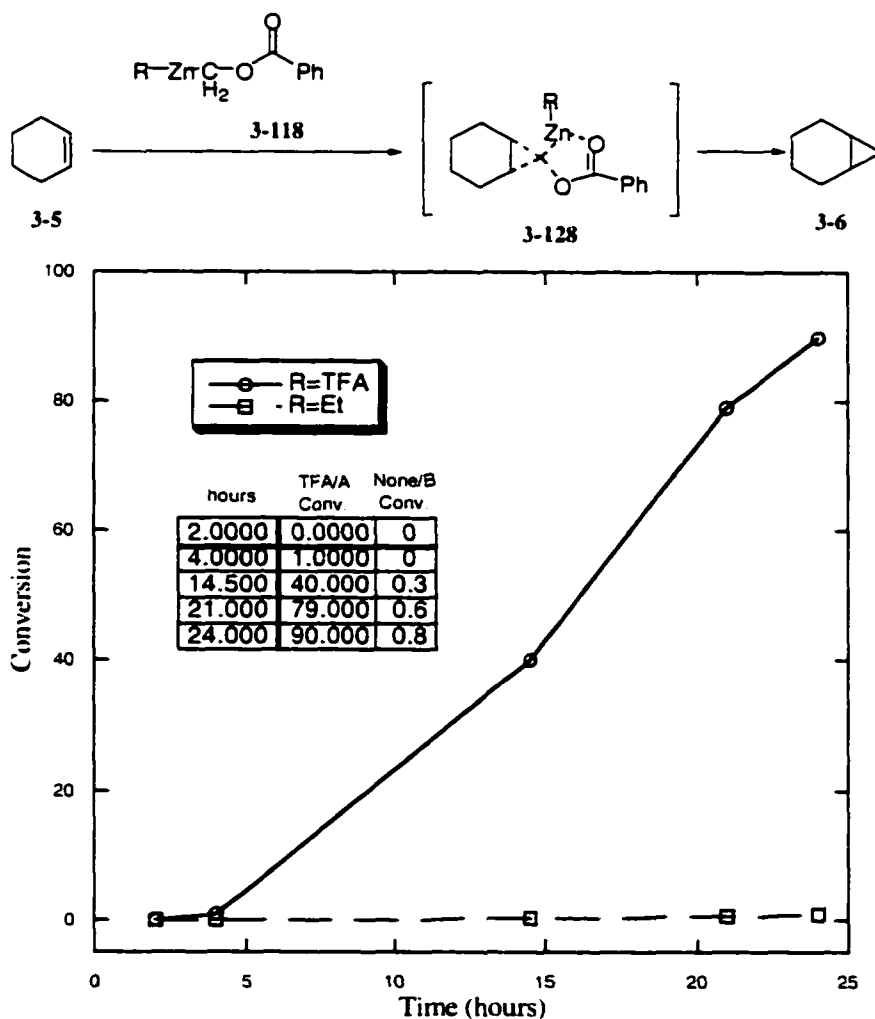 O
R—Zn—C—O Ph
H2
3-118
3-5
R
Zn
O
O Ph
3-128
3-6
100
80
60
40
20
0
Conversion
R=TFA
R=Et
hours TFA/A Conv. None/B Conv.
2.0000 0.0000 0
4.0000 1.0000 0
14.500 40.000 0.3
21.000 79.000 0.6
24.000 90.000 0.8
0 5 10 15 20 25
Time (hours)